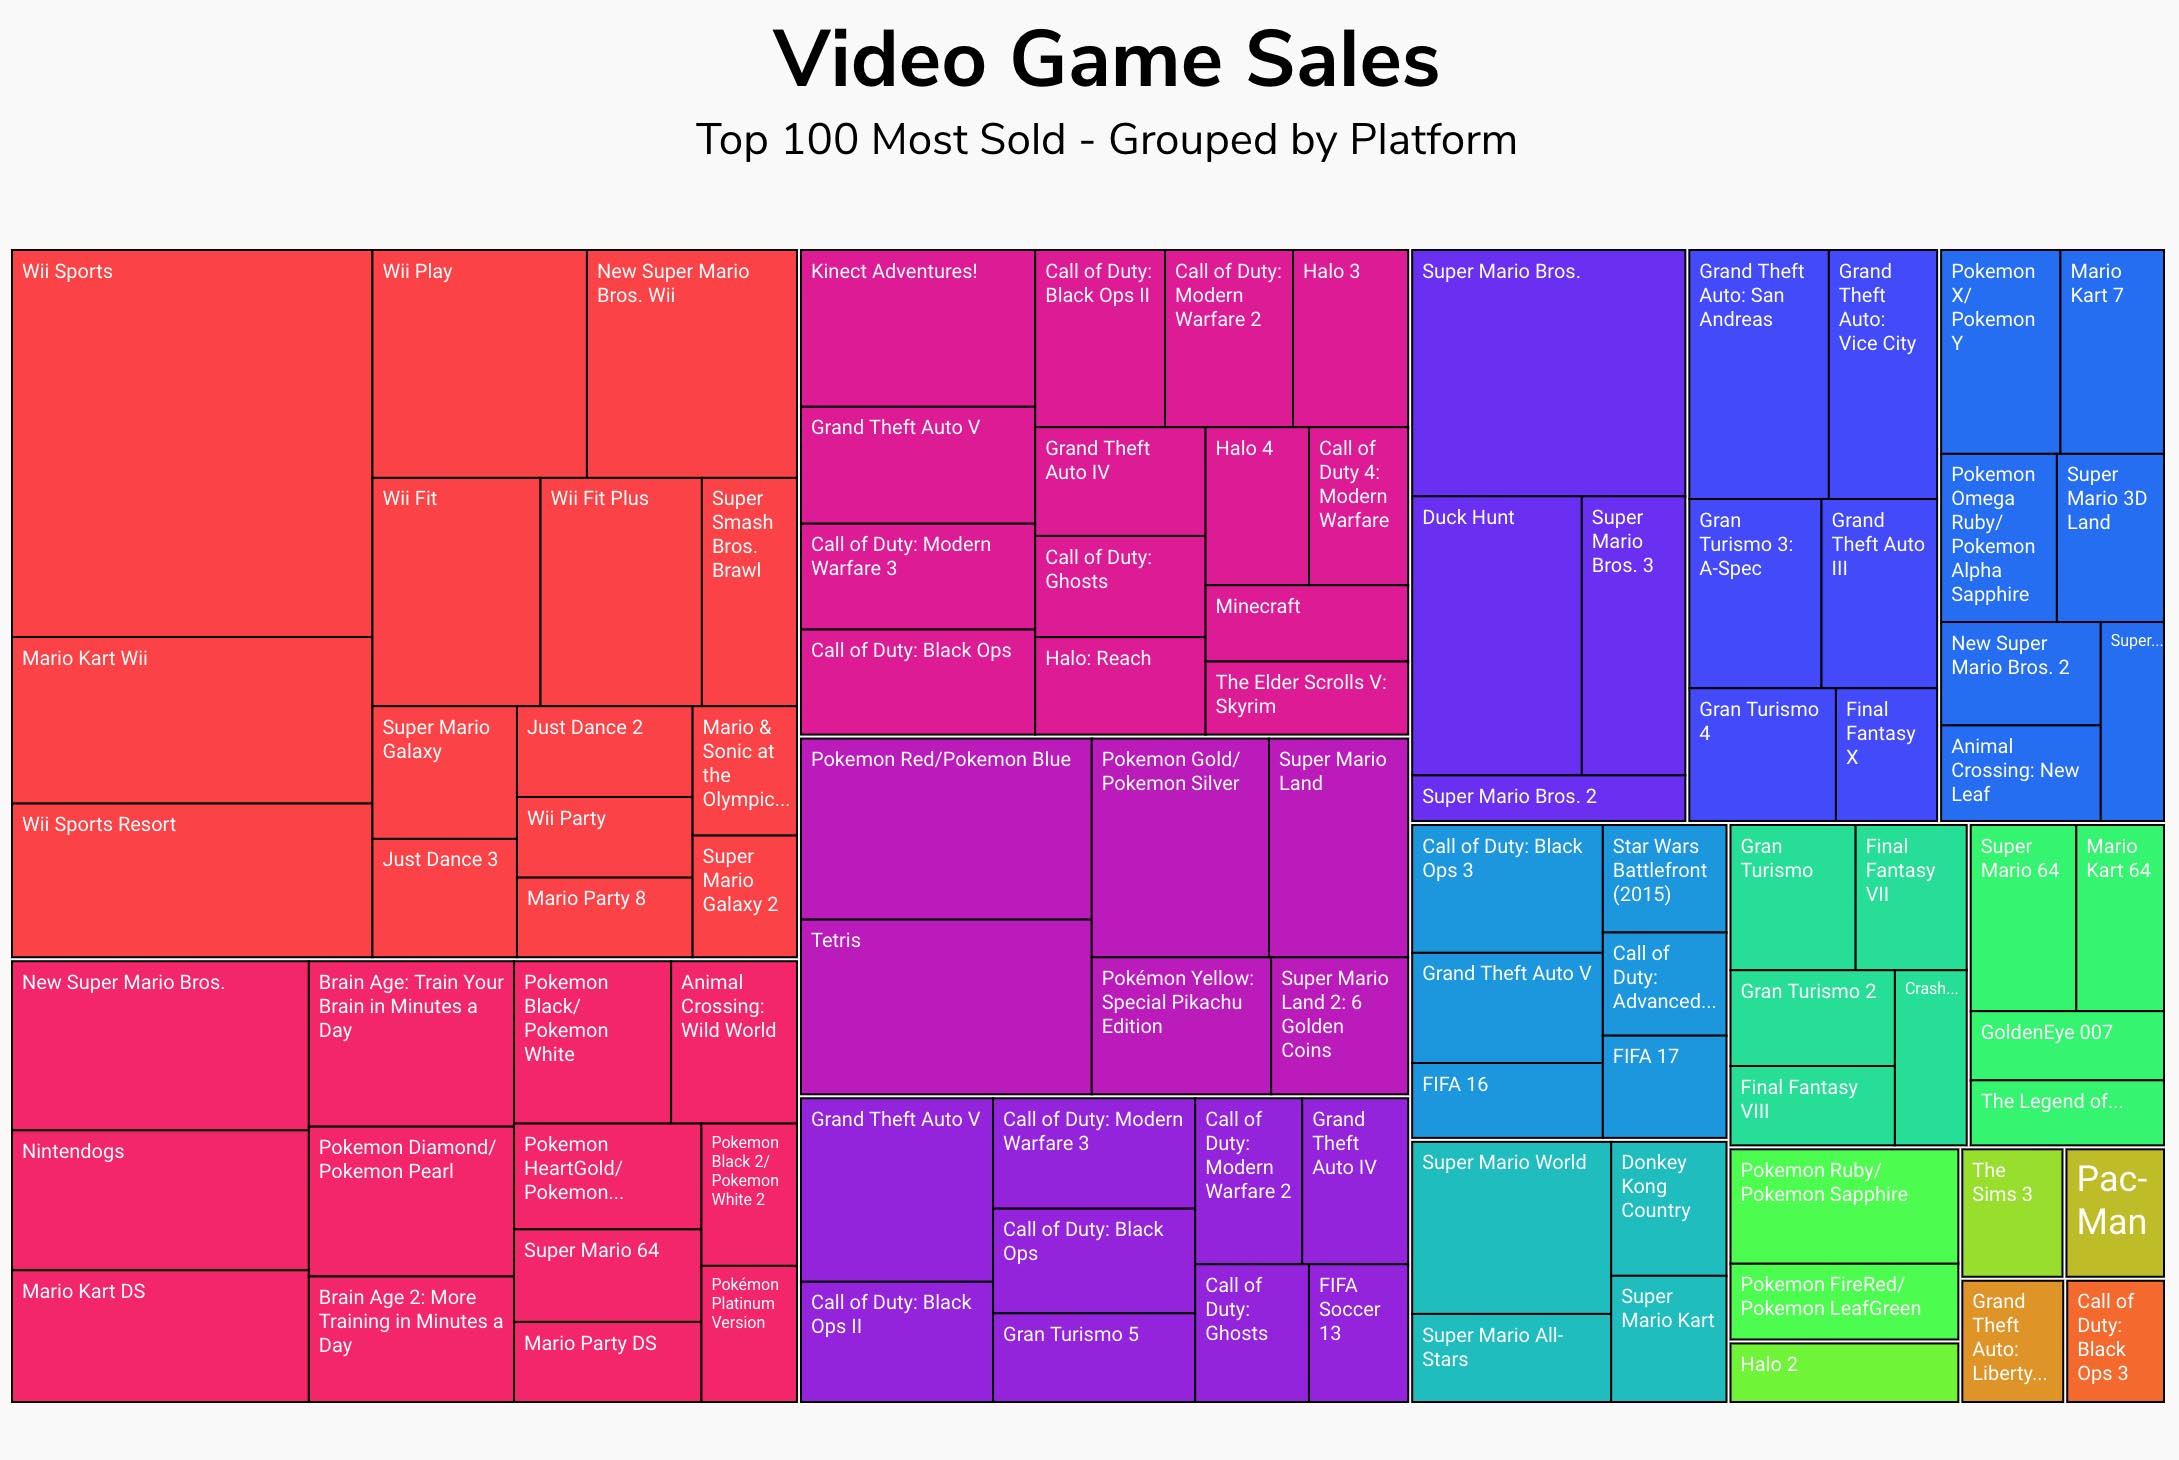 Video Game Sales
Top 100 Most Sold - Grouped by Platform
Wii Sports
Mario Kart Wii
Wii Sports Resort
Wii Play
New Super Mario
Bros. Wii
Wii Fit
Wii Fit Plus
Super
Smash
Bros.
Brawl
Super Mario
Galaxy
Just Dance 3
Just Dance 2
Wii Party
Mario Party 8
Mario &
Sonic at
the
Olympic...
Super
Mario
Galaxy 2
New Super Mario Bros.
Nintendogs
Mario Kart DS
Brain Age: Train Your
Brain in Minutes a
Day
Pokemon Diamond/
Pokemon Pearl
Brain Age 2: More
Training in Minutes a
Day
Pokemon
Black/
Pokemon
White
Animal
Crossing:
Wild World
Pokemon
HeartGold/
Pokemon...
Super Mario 64
Mario Party DS
Pokemon
Black 2/
Pokemon
White 2
Pokémon
Platinum
Version
Kinect Adventures!
Grand Theft Auto V
Call of Duty: Modern
Warfare 3
Call of Duty: Black Ops
Call of Duty:
Black Ops II
Call of Duty:
Modern
Warfare 2
Halo 3
Grand Theft
Auto IV
Call of Duty:
Ghosts
Halo: Reach
Halo 4
Call of
Duty 4:
Modern
Warfare
Minecraft
The Elder Scrolls V:
Skyrim
Pokemon Red/Pokemon Blue
Tetris
Pokemon Gold/
Pokemon Silver
Super Mario
Land
Pokémon Yellow:
Special Pikachu
Edition
Super Mario
Land 2: 6
Golden
Coins
Grand Theft Auto V
Call of Duty: Black
Ops II
Call of Duty: Modern
Warfare 3
Call of Duty: Black
Ops
Gran Turismo 5
Call of
Duty:
Modern
Warfare 2
Grand
Theft
Auto IV
Call of
Duty:
Ghosts
FIFA
Soccer
13
Super Mario Bros.
Duck Hunt
Super
Mario
Bros. 3
Super Mario Bros. 2
Grand Theft
Auto: San
Andreas
Grand
Theft
Auto:
Vice City
Gran
Turismo 3:
A-Spec
Grand
Theft Auto
III
Gran Turismo
4
Final
Fantasy
X
Pokemon
X/
Pokemon
Y
Mario
Kart 7
Pokemon
Omega
Ruby/
Pokemon
Alpha
Sapphire
Super
Mario 3D
Land
New Super
Mario Bros. 2
Animal
Crossing: New
Leaf
Super...
Call of Duty: Black
Ops 3
Grand Theft Auto V
FIFA 16
Star Wars
Battlefront
(2015)
Call of
Duty:
Advanced...
FIFA 17
Super Mario World
Super Mario All-
Stars
Donkey
Kong
Country
Super
Mario Kart
Gran
Turismo
Final
Fantasy
VII
Gran Turismo 2
Final Fantasy
VIII
Crash...
Super
Mario 64
Mario
Kart 64
GoldenEye 007
The Legend of...
Pokemon Ruby/
Pokemon Sapphire
Pokemon FireRed/
Pokemon LeafGreen
Halo 2
The
Sims 3
Pac-
Man
Grand
Theft
Auto:
Liberty...
Call of
Duty:
Black
Ops 3